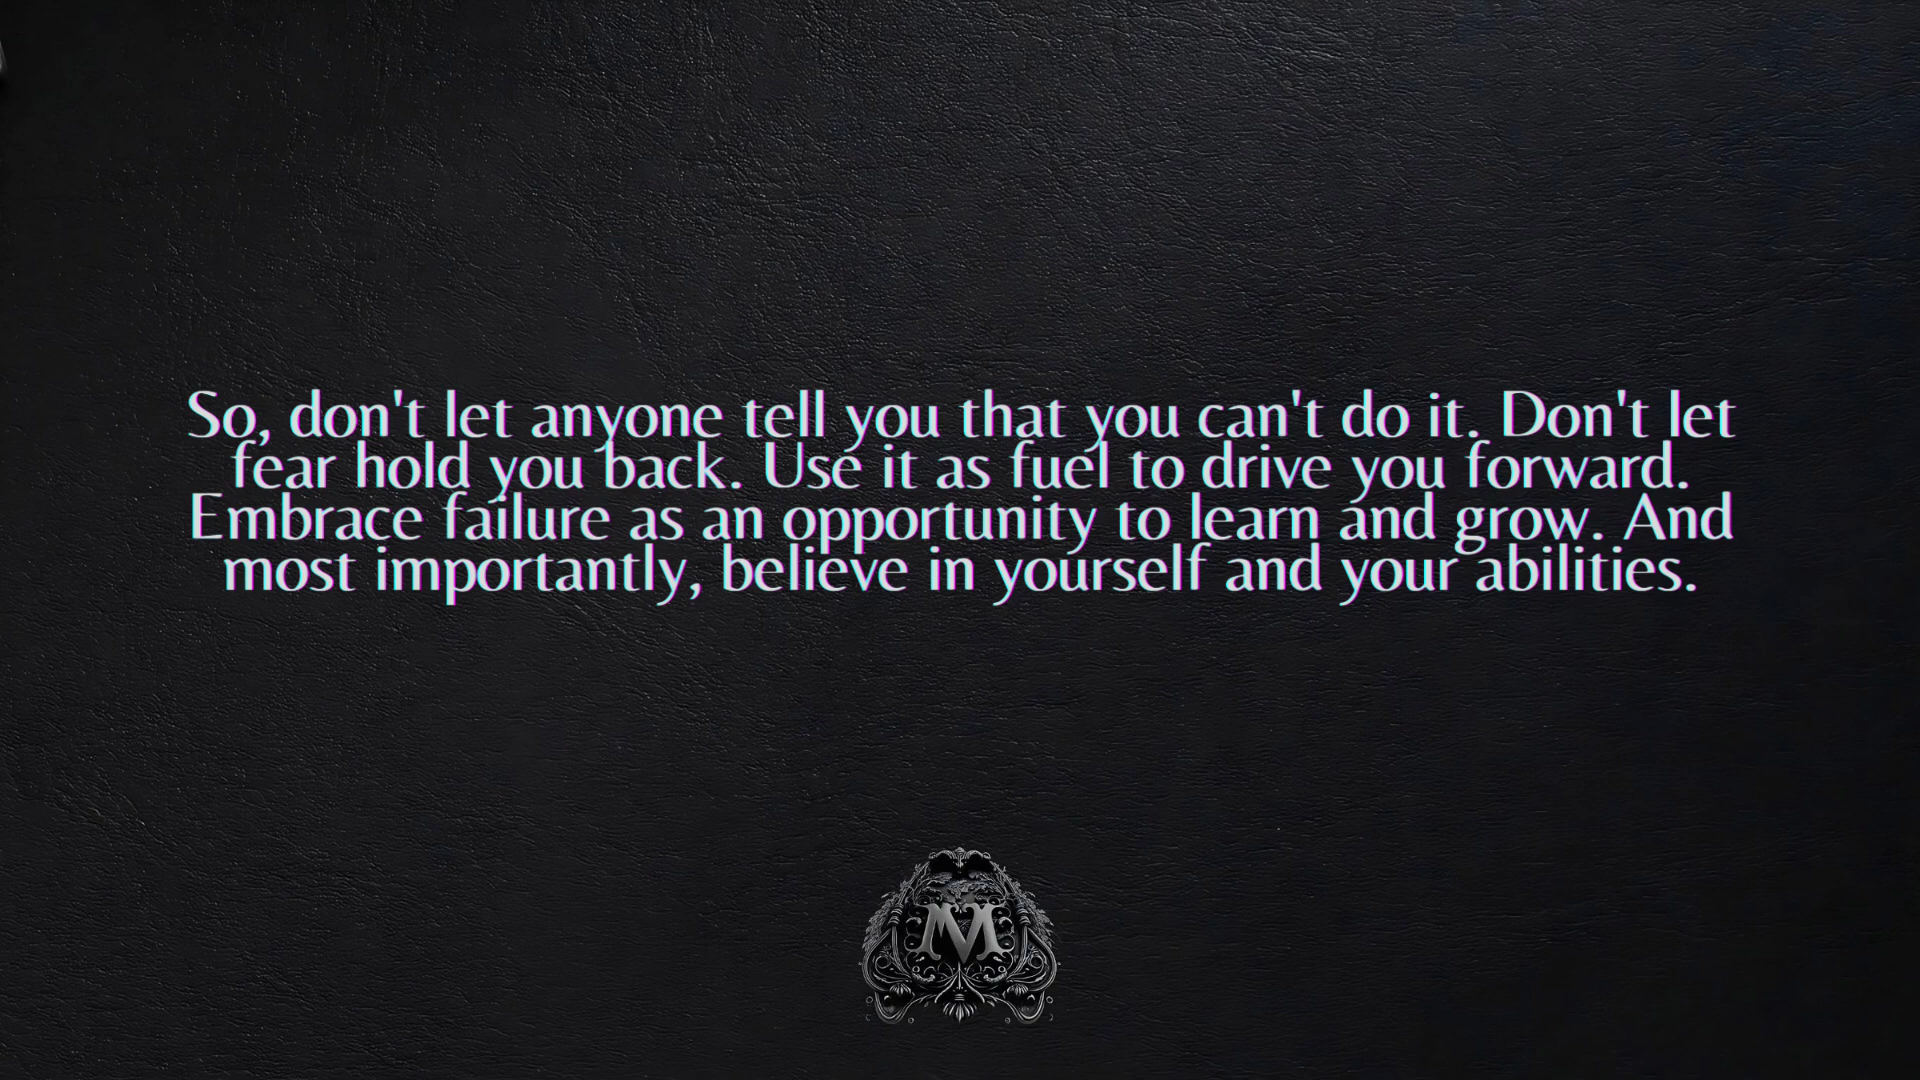 So, don't let anyone tell you that you can't do it. Don't let
fear hold you back. Use it as fuel to drive you forward.
Embrace failure as an opportunity to learn and grow. And
most importantly, believe in yourself and your abilities.
M